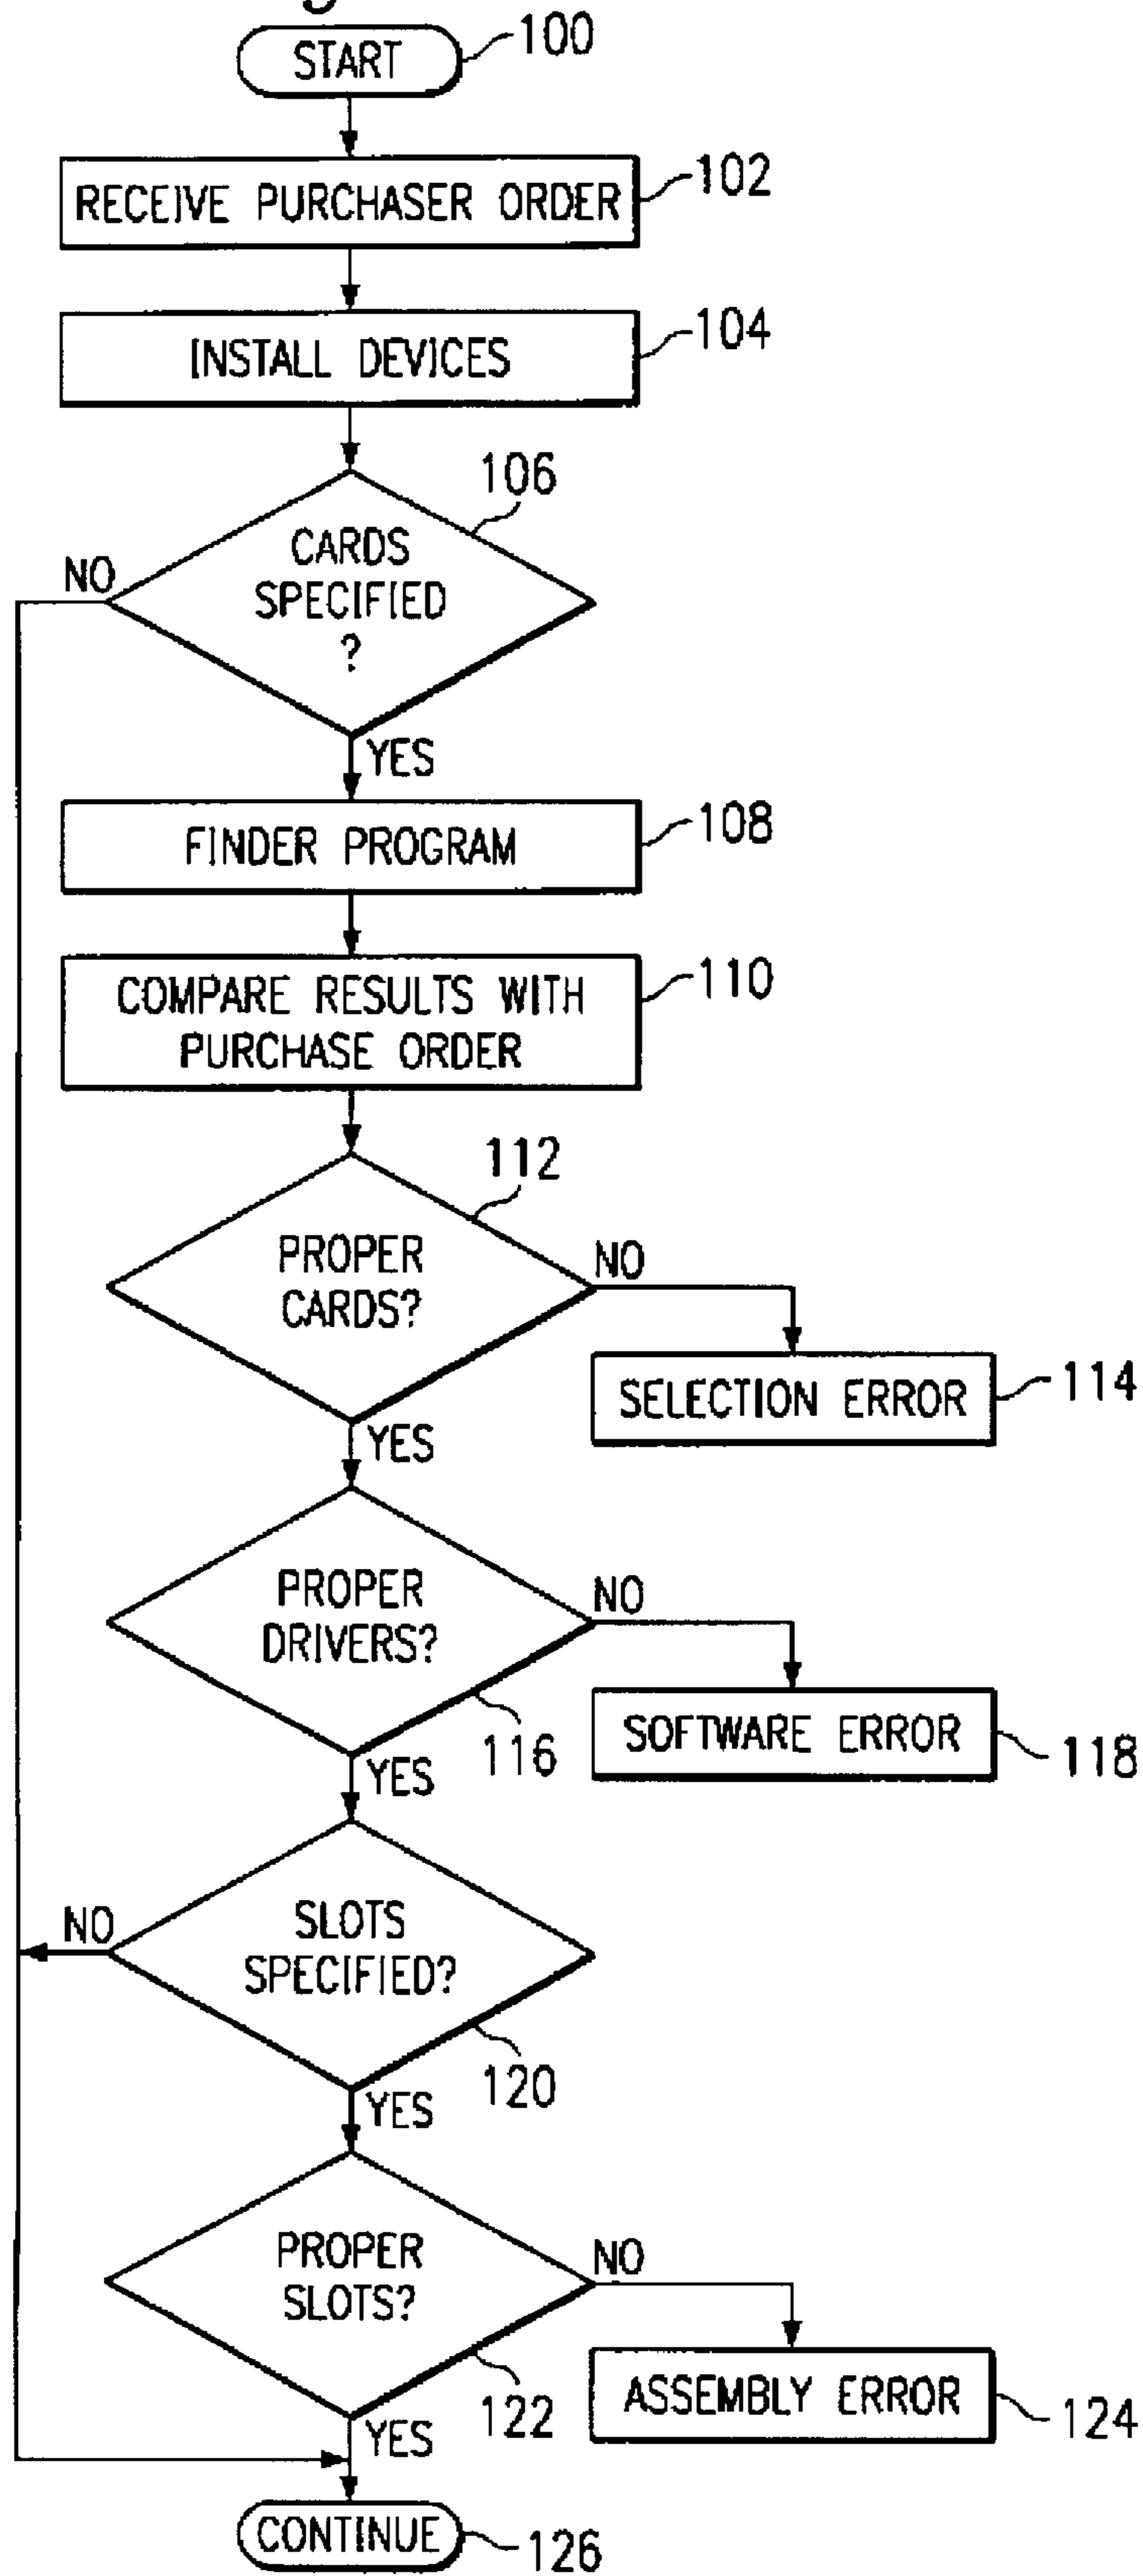 START
100
RECEIVE PURCHASER ORDER
102
INSTALL DEVICES
104
106
CARDS
SPECIFIED
?
NO
YES
FINDER PROGRAM
108
COMPARE RESULTS WITH
PURCHASE ORDER
110
112
PROPER
CARDS?
NO
SELECTION ERROR
114
YES
PROPER
DRIVERS?
NO
116
SOFTWARE ERROR
118
YES
SLOTS
SPECIFIED?
NO
120
YES
PROPER
SLOTS?
NO
122
ASSEMBLY ERROR
124
YES
CONTINUE
126